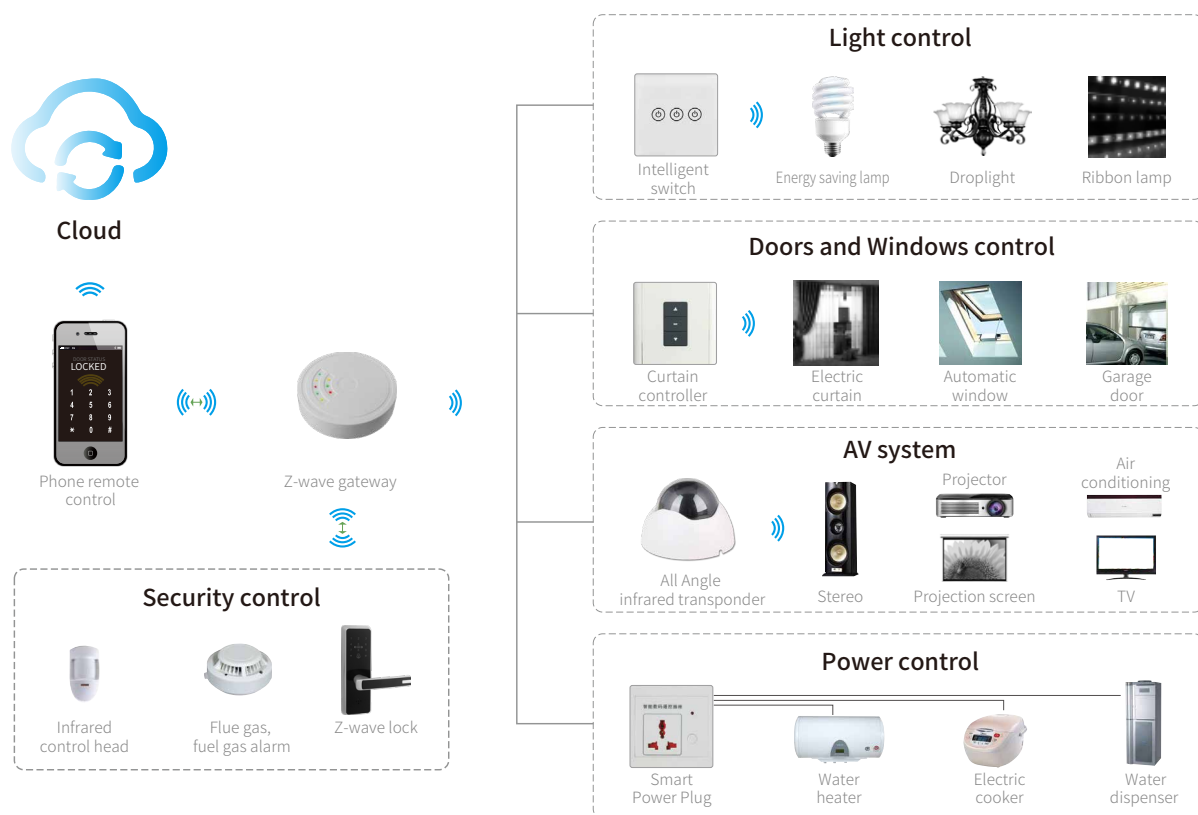 Cloud
DOOR STATUS
LOCKED
1 2 3
4 5 6
7 8 9
* 0 #
Phone remote
control
Z-wave gateway
Security control
Infrared
control head
Flue gas,
fuel gas alarm
Z-wave lock
Light control
Intelligent
switch
Energy saving lamp
Droplight
Ribbon lamp
Doors and Windows control
Curtain
controller
Electric
curtain
Automatic
window
Garage
door
AV system
All Angle
infrared transponder
Stereo
Projector
Projection screen
Air
conditioning
TV
Power control
Smart
Power Plug
Water
heater
Electric
cooker
Water
dispenser